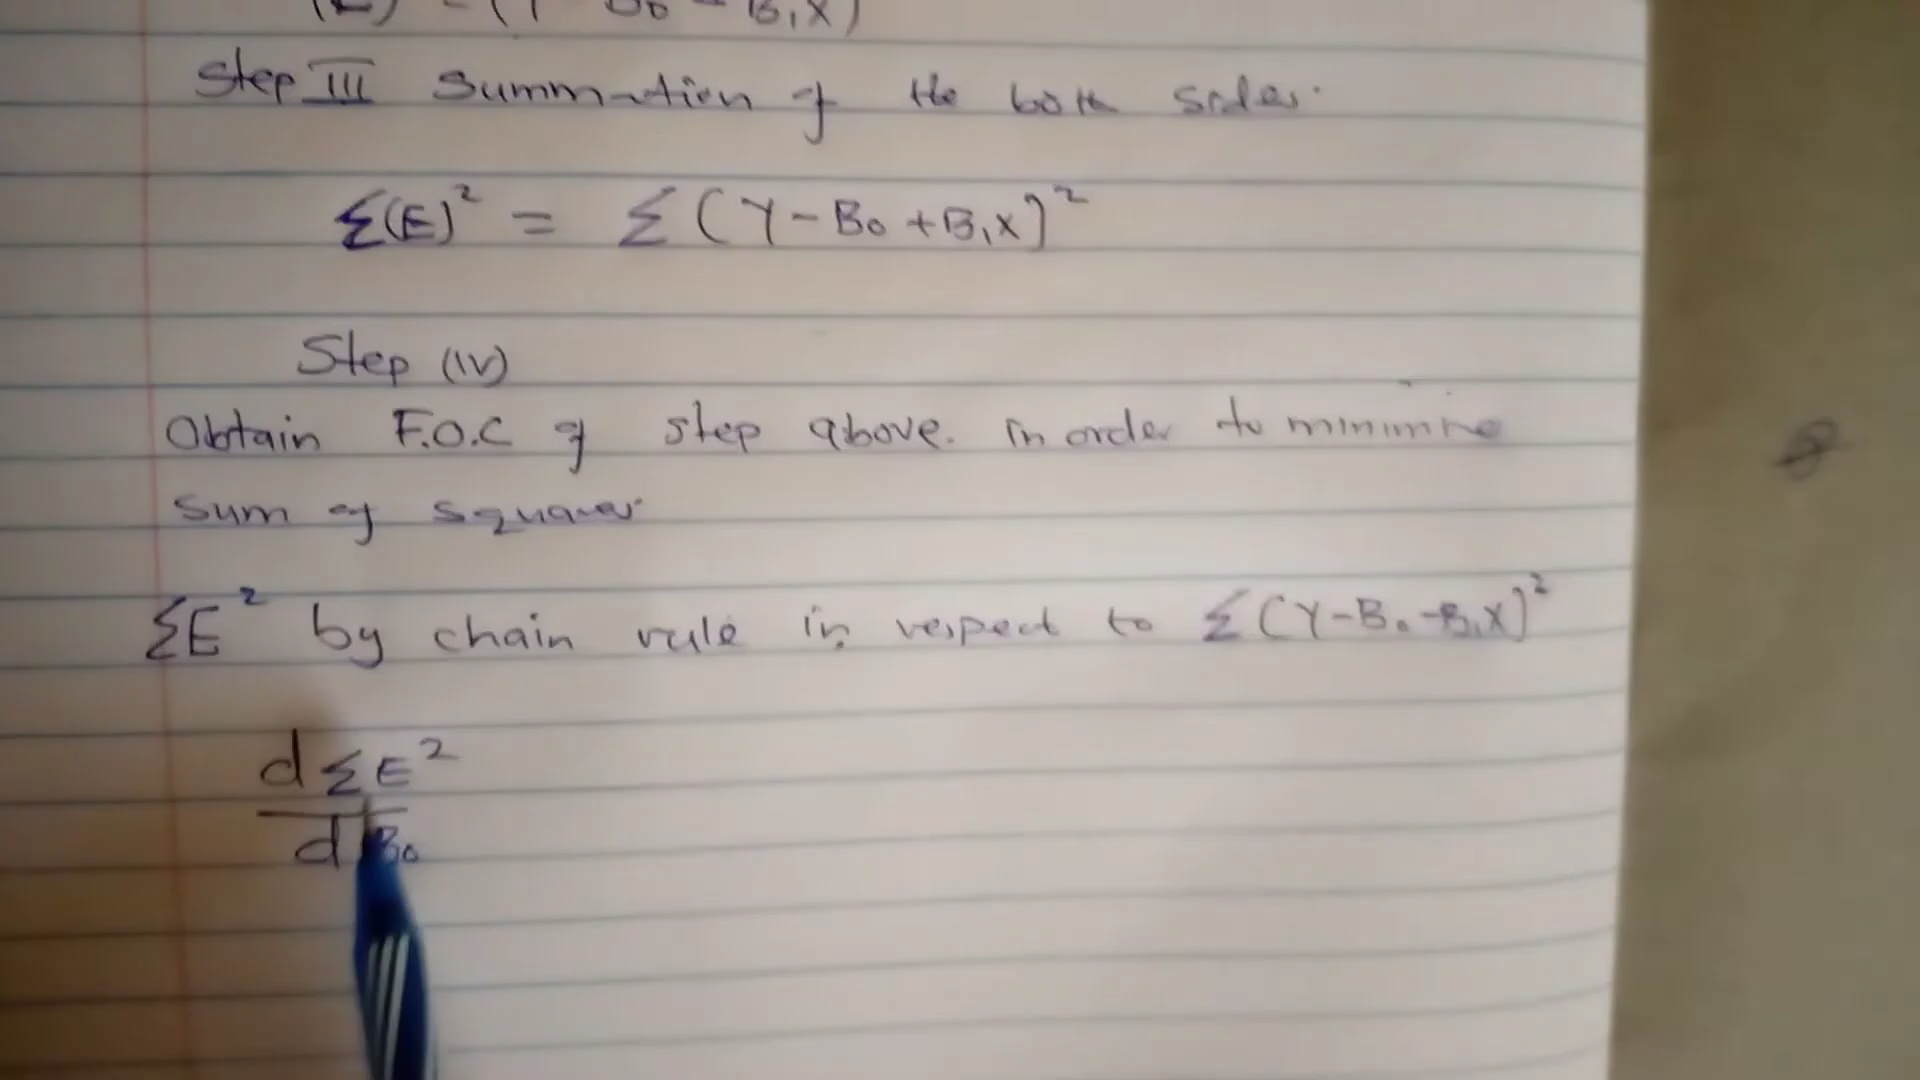 Step III Summation of the both sides.
Σ(E)² = Σ(Y-B₀+B₁X)²
Step (IV)
Obtain F.O.C of step above. in order to minimize
sum of squares
ΣE² by chain rule in respect to Σ(Y-B₀-B₁X)²
dΣE²
dB₀